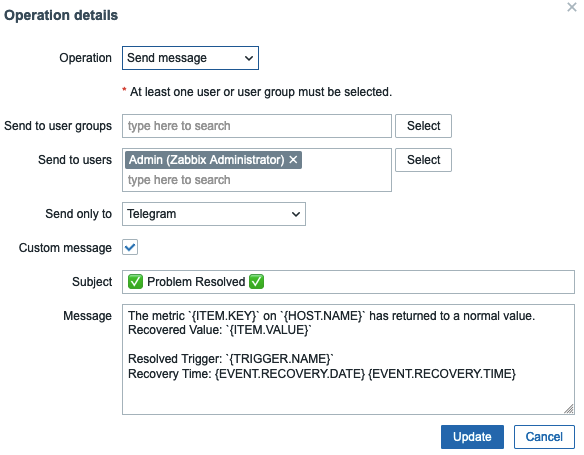 Operation details
Operation Send message
* At least one user or user group must be selected.
Send to user groups type here to search Select
Send to users Admin (Zabbix Administrator) × Select
type here to search
Send only to Telegram
Custom message
Subject ✅ Problem Resolved ✅
Message The metric `{ITEM.KEY}` on `{HOST.NAME}` has returned to a normal value.
Recovered Value: `{ITEM.VALUE}`
Resolved Trigger: `{TRIGGER.NAME}`
Recovery Time: {EVENT.RECOVERY.DATE} {EVENT.RECOVERY.TIME}
Update Cancel